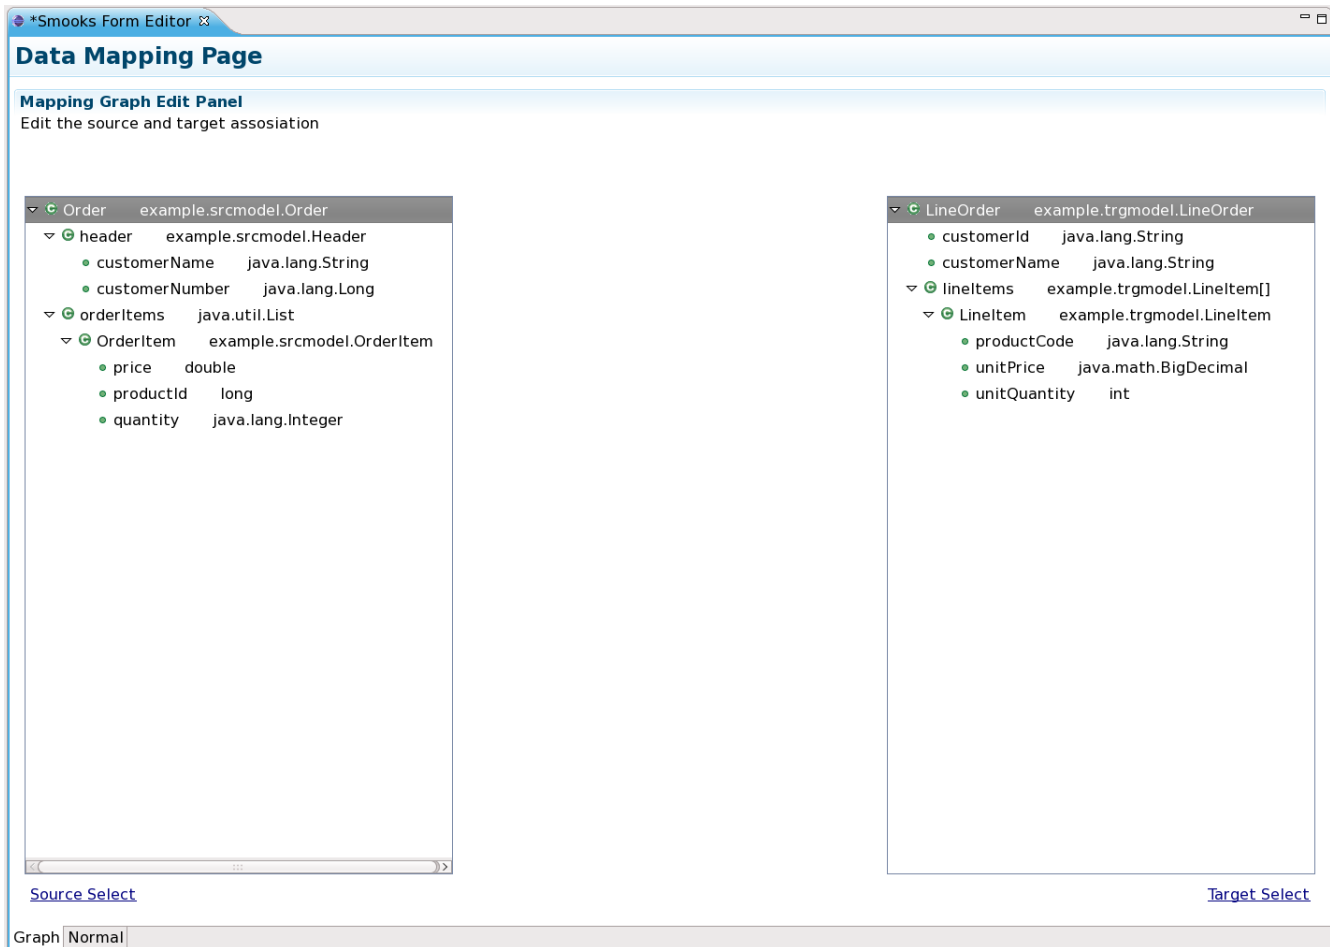 *Smooks Form Editor
Data Mapping Page
Mapping Graph Edit Panel
Edit the source and target assosiation
Order example.srcmodel.Order
header example.srcmodel.Header
customerName java.lang.String
customerNumber java.lang.Long
orderItems java.util.List
OrderItem example.srcmodel.OrderItem
price double
productId long
quantity java.lang.Integer
Source Select
LineOrder example.trgmodel.LineOrder
customerId java.lang.String
customerName java.lang.String
lineItems example.trgmodel.LineItem[]
LineItem example.trgmodel.LineItem
productCode java.lang.String
unitPrice java.math.BigDecimal
unitQuantity int
Target Select
Graph Normal